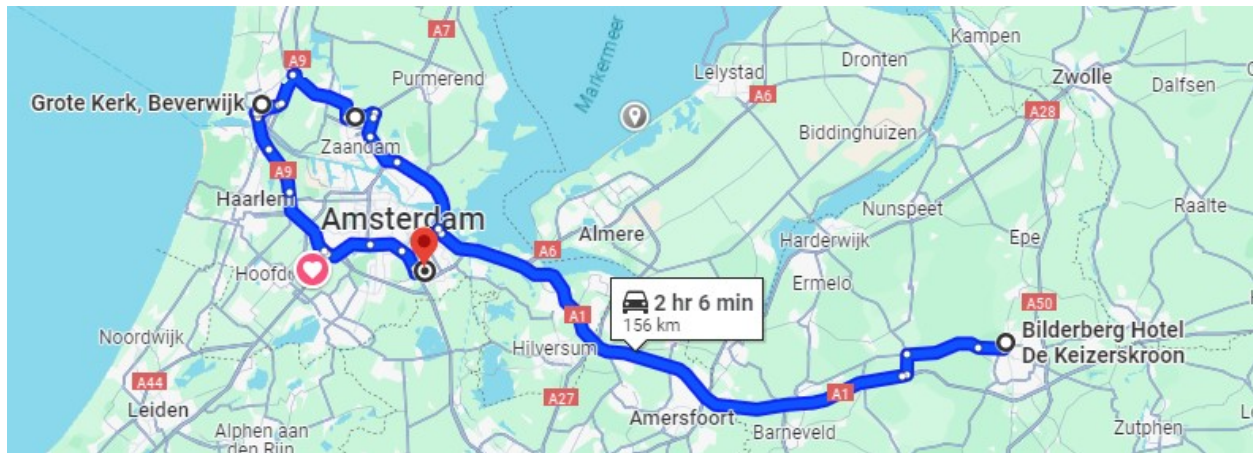 A9
A7
Purmerend
Grote Kerk, Beverwijk
Zaandam
A9
Haarlem
Amsterdam
Hoofdd
Noordwijk
A44
Leiden
Alphen aan
den Rijn
Markermeer
Lelystad
A6
Dronten
Kampen
Zwolle
Dalfsen
A28
Biddinghuizen
Nunspeet
Raalte
Almere
Harderwijk
Epe
A6
Ermelo
2 hr 6 min
156 km
A50
A1
Hilversum
Bilderberg Hotel
De Keizerskroon
A27
Amersfoort
A1
Barneveld
Zutphen